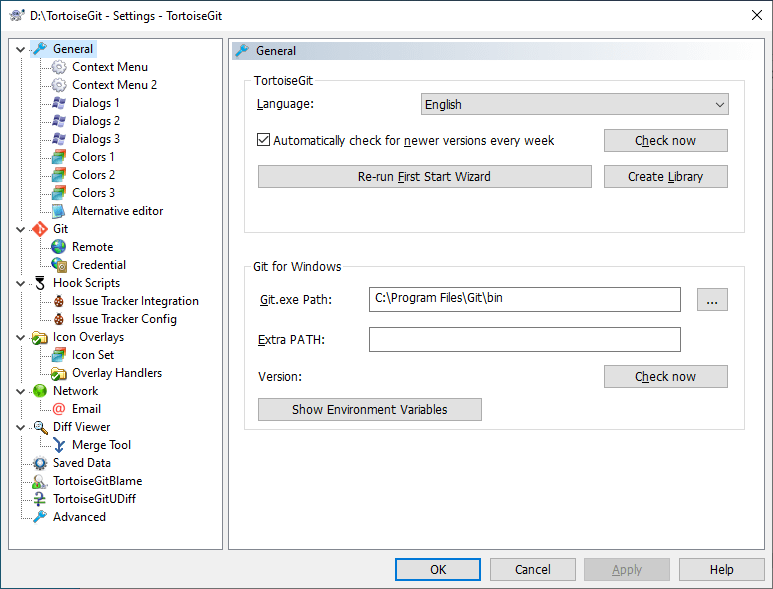 D:\TortoiseGit - Settings - TortoiseGit
General
Context Menu
Context Menu 2
Dialogs 1
Dialogs 2
Dialogs 3
Colors 1
Colors 2
Colors 3
Alternative editor
Git
Remote
Credential
Hook Scripts
Issue Tracker Integration
Issue Tracker Config
Icon Overlays
Icon Set
Overlay Handlers
Network
Email
Diff Viewer
Merge Tool
Saved Data
TortoiseGitBlame
TortoiseGitUDiff
Advanced
General
TortoiseGit
Language: English
Automatically check for newer versions every week Check now
Re-run First Start Wizard Create Library
Git for Windows
Git.exe Path: C:\Program Files\Git\bin ...
Extra PATH:
Version: Check now
Show Environment Variables
OK Cancel Apply Help